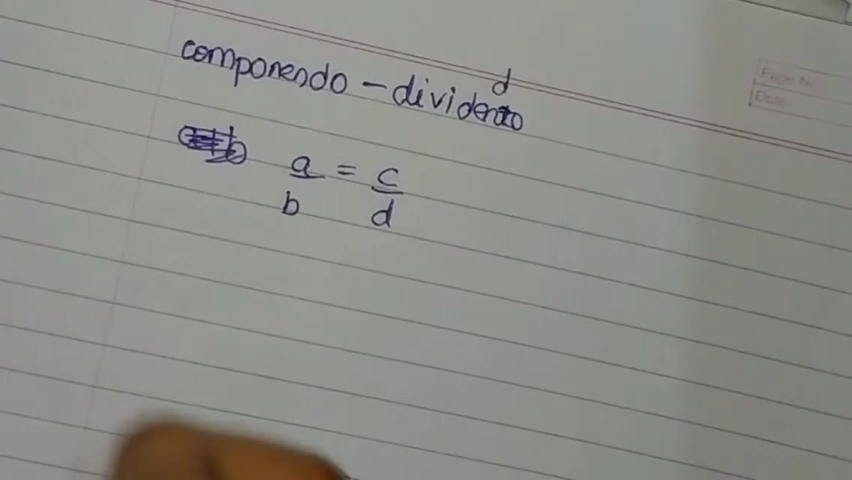 componendo - dividendo
a/b = c/d